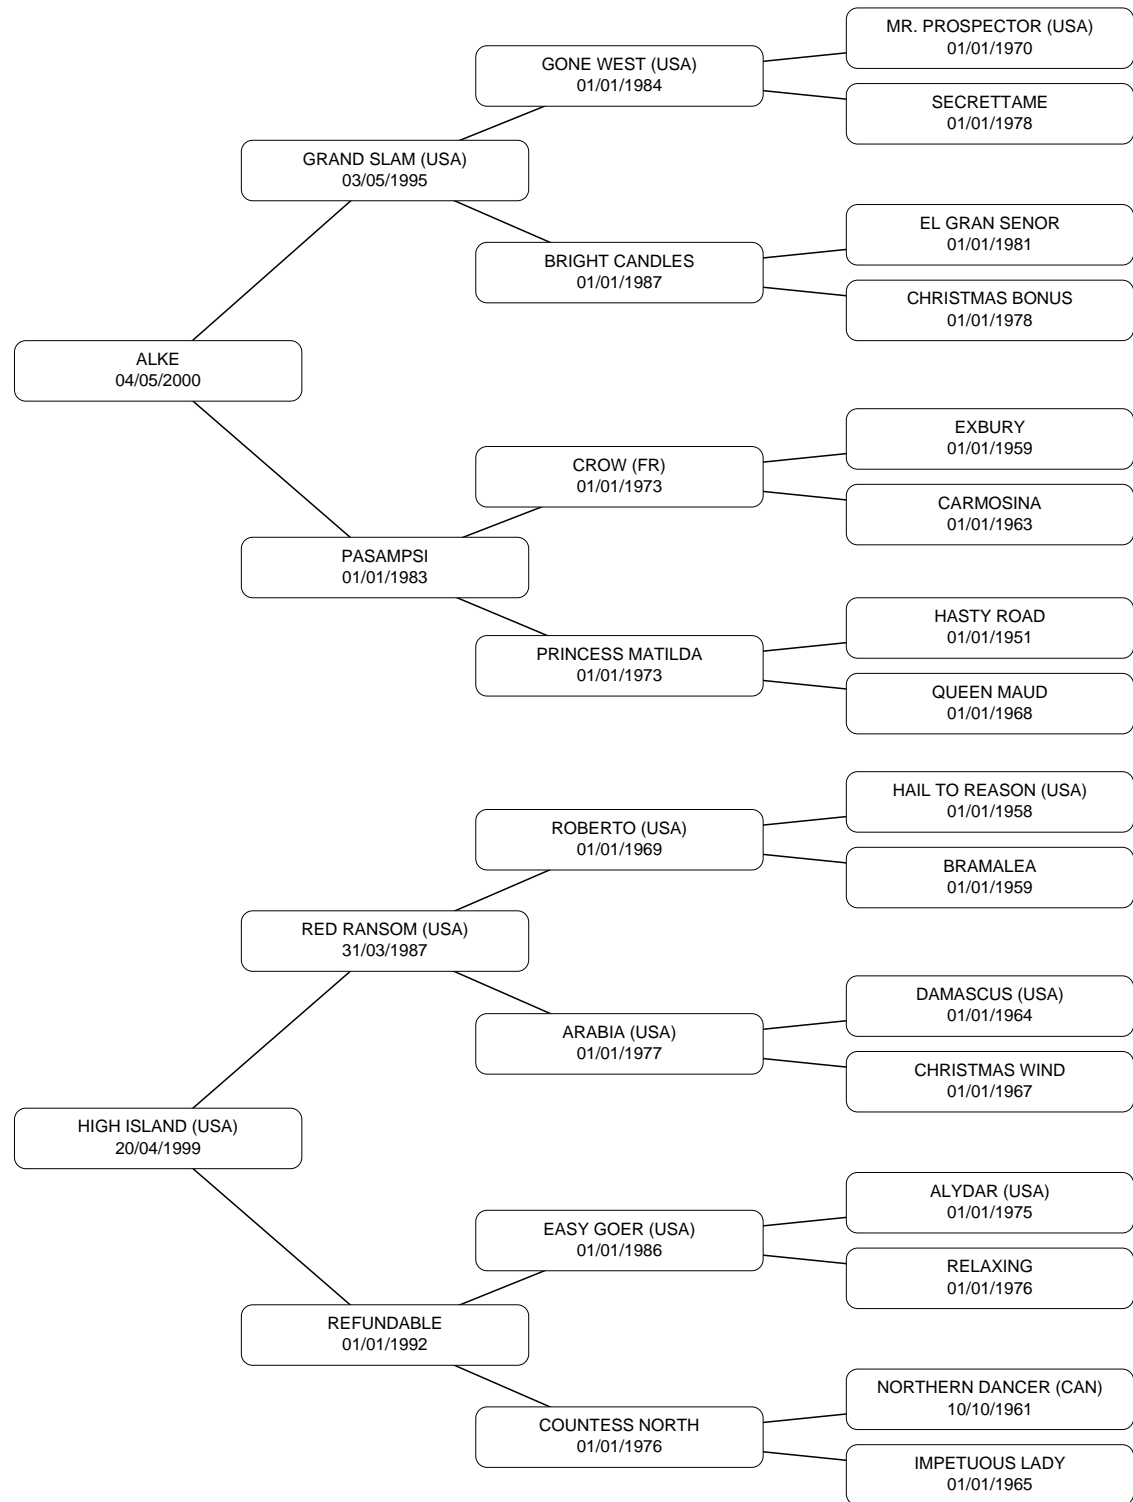 MR. PROSPECTOR (USA)
01/01/1970
GONE WEST (USA)
01/01/1984
SECRETTAME
01/01/1978
GRAND SLAM (USA)
03/05/1995
EL GRAN SENOR
01/01/1981
BRIGHT CANDLES
01/01/1987
CHRISTMAS BONUS
01/01/1978
ALKE
04/05/2000
EXBURY
01/01/1959
CROW (FR)
01/01/1973
CARMOSINA
01/01/1963
PASAMPSI
01/01/1983
HASTY ROAD
01/01/1951
PRINCESS MATILDA
01/01/1973
QUEEN MAUD
01/01/1968
HAIL TO REASON (USA)
01/01/1958
ROBERTO (USA)
01/01/1969
BRAMALEA
01/01/1959
RED RANSOM (USA)
31/03/1987
DAMASCUS (USA)
01/01/1964
ARABIA (USA)
01/01/1977
CHRISTMAS WIND
01/01/1967
HIGH ISLAND (USA)
20/04/1999
ALYDAR (USA)
01/01/1975
EASY GOER (USA)
01/01/1986
RELAXING
01/01/1976
REFUNDABLE
01/01/1992
NORTHERN DANCER (CAN)
10/10/1961
COUNTESS NORTH
01/01/1976
IMPETUOUS LADY
01/01/1965